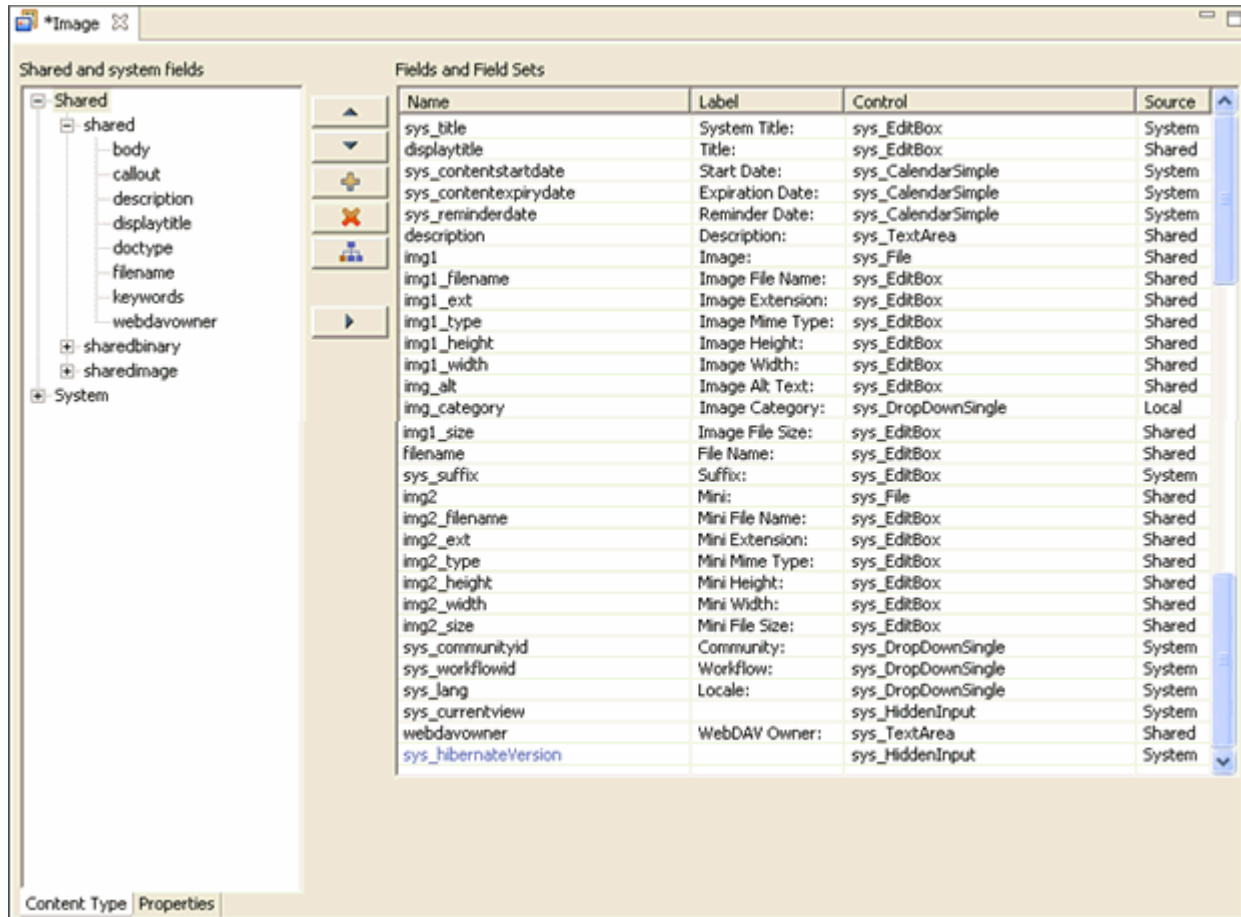 *Image
Shared and system fields
Shared
shared
body
callout
description
displaytitle
doctype
filename
keywords
webdavowner
sharedbinary
sharedimage
System
Fields and Field Sets
Name Label Control Source
sys_title System Title: sys_EditBox System
displaytitle Title: sys_EditBox Shared
sys_contentstartdate Start Date: sys_CalendarSimple System
sys_contentexpirydate Expiration Date: sys_CalendarSimple System
sys_reminderdate Reminder Date: sys_CalendarSimple System
description Description: sys_TextArea Shared
img1 Image: sys_File Shared
img1_filename Image File Name: sys_EditBox Shared
img1_ext Image Extension: sys_EditBox Shared
img1_type Image Mime Type: sys_EditBox Shared
img1_height Image Height: sys_EditBox Shared
img1_width Image Width: sys_EditBox Shared
img_alt Image Alt Text: sys_EditBox Shared
img_category Image Category: sys_DropDownSingle Local
img1_size Image File Size: sys_EditBox Shared
filename File Name: sys_EditBox Shared
sys_suffix Suffix: sys_EditBox System
img2 Mini: sys_File Shared
img2_filename Mini File Name: sys_EditBox Shared
img2_ext Mini Extension: sys_EditBox Shared
img2_type Mini Mime Type: sys_EditBox Shared
img2_height Mini Height: sys_EditBox Shared
img2_width Mini Width: sys_EditBox Shared
img2_size Mini File Size: sys_EditBox Shared
sys_communityid Community: sys_DropDownSingle System
sys_workflowid Workflow: sys_DropDownSingle System
sys_lang Locale: sys_DropDownSingle System
sys_currentview sys_HiddenInput System
webdavowner WebDAV Owner: sys_TextArea Shared
sys_hibernateVersion sys_HiddenInput System
Content Type Properties